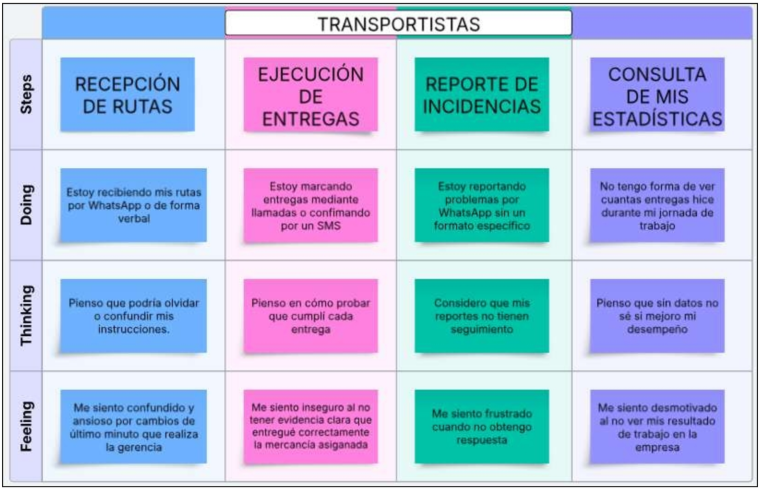 TRANSPORTISTAS
Steps
RECEPCIÓN
DE RUTAS
EJECUCIÓN
DE
ENTREGAS
REPORTE DE
INCIDENCIAS
CONSULTA
DE MIS
ESTADÍSTICAS
Doing
Estoy recibiendo mis rutas
por WhatsApp o de forma
verbal
Estoy marcando
entregas mediante
llamadas o confimando
por un SMS
Estoy reportando
problemas por
WhatsApp sin un
formato específico
No tengo forma de ver
cuantas entregas hice
durante mi jornada de
trabajo
Thinking
Pienso que podría olvidar
o confundir mis
instrucciones.
Pienso en cómo probar
que cumplí cada
entrega
Considero que mis
reportes no tienen
seguimiento
Pienso que sin datos no
sé si mejoro mi
desempeño
Feeling
Me siento confundido y
ansioso por cambios de
último minuto que realiza
la gerencia
Me siento inseguro al no
tener evidencia clara que
entregué correctamente
la mercancía asiganada
Me siento frustrado
cuando no obtengo
respuesta
Me siento desmotivado
al no ver mis resultado
de trabajo en la
empresa